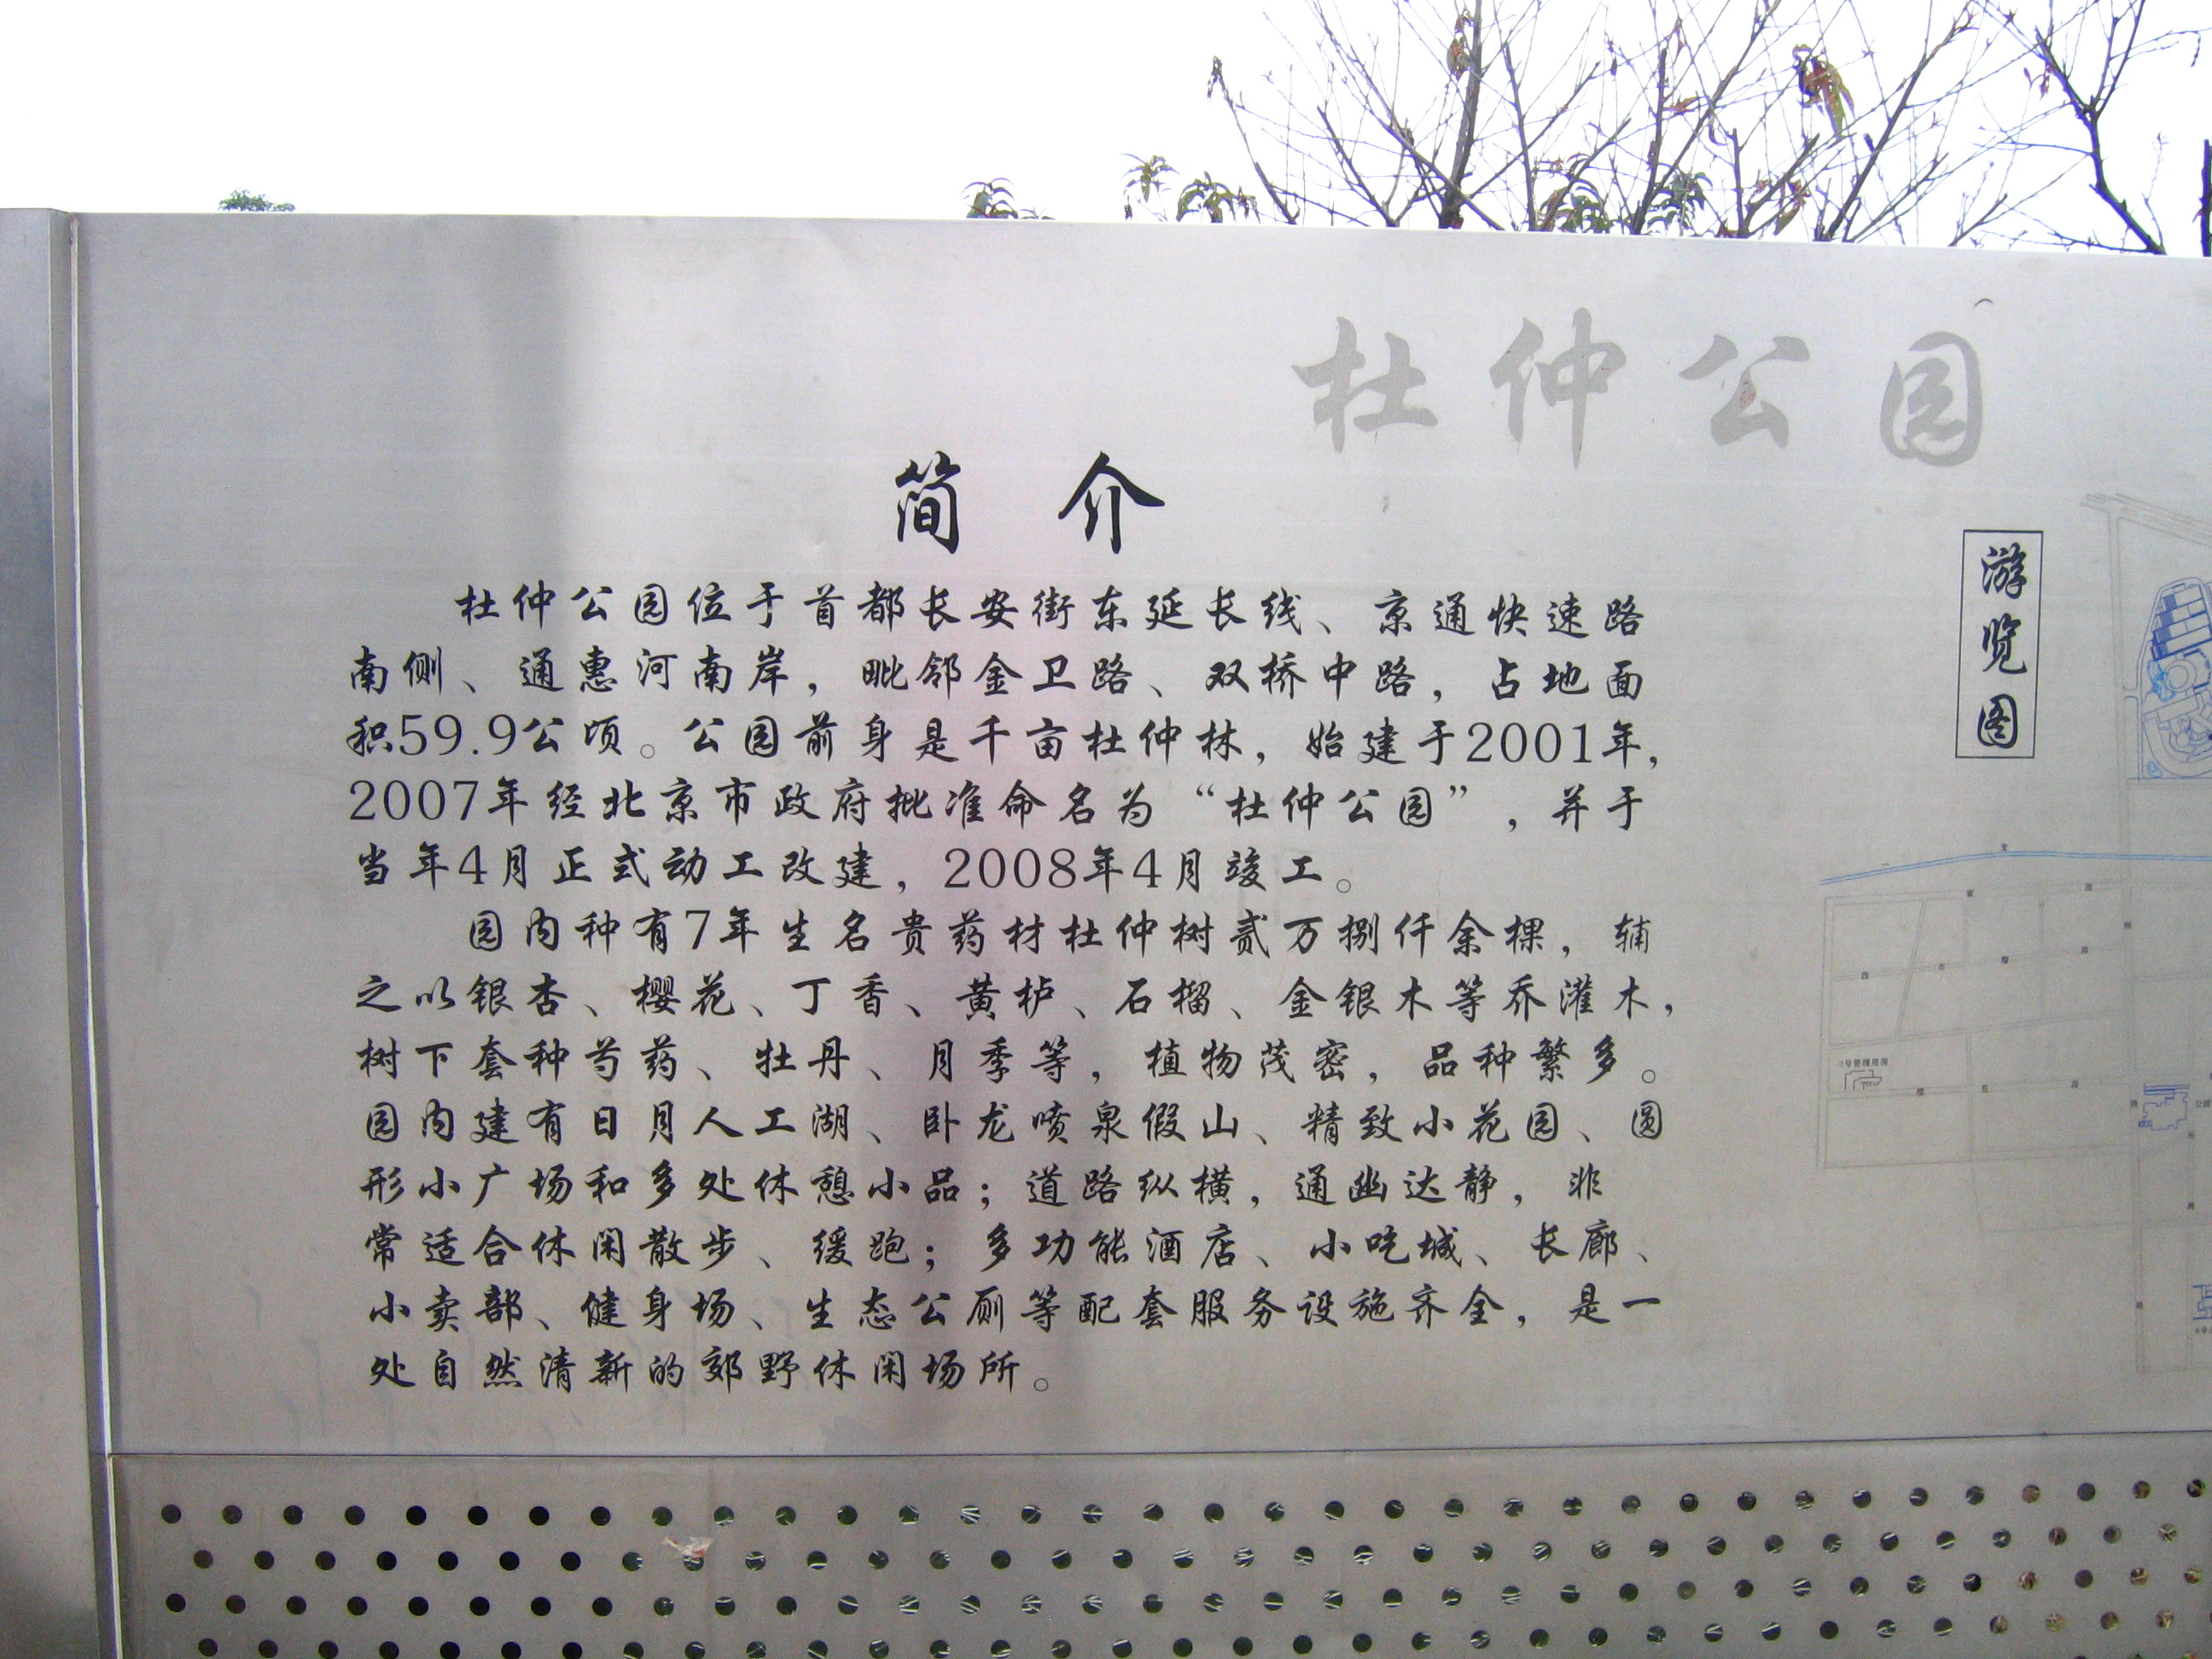 杜仲公园
简介
杜仲公园位于首都长安街东延长线、京通快速路
南侧、通惠河南岸，毗邻金卫路、双桥中路，占地面
积59.9公顷。公园前身是千亩杜仲林，始建于2001年，
2007年经北京市政府批准命名为“杜仲公园”，并于
当年4月正式动工改建，2008年4月竣工。
园内种有7年生名贵药材杜仲树贰万捌仟余棵，辅
之以银杏、樱花、丁香、黄栌、石榴、金银木等乔灌木，
树下套种芍药、牡丹、月季等，植物茂密，品种繁多。
园内建有日月人工湖、卧龙喷泉假山、精致小花园、圆
形小广场和多处休憩小品；道路纵横，通幽达静，非
常适合休闲散步、缓跑；多功能酒店、小吃城、长廊、
小卖部、健身场、生态公厕等配套服务设施齐全，是一
处自然清新的郊野休闲场所。
游览图